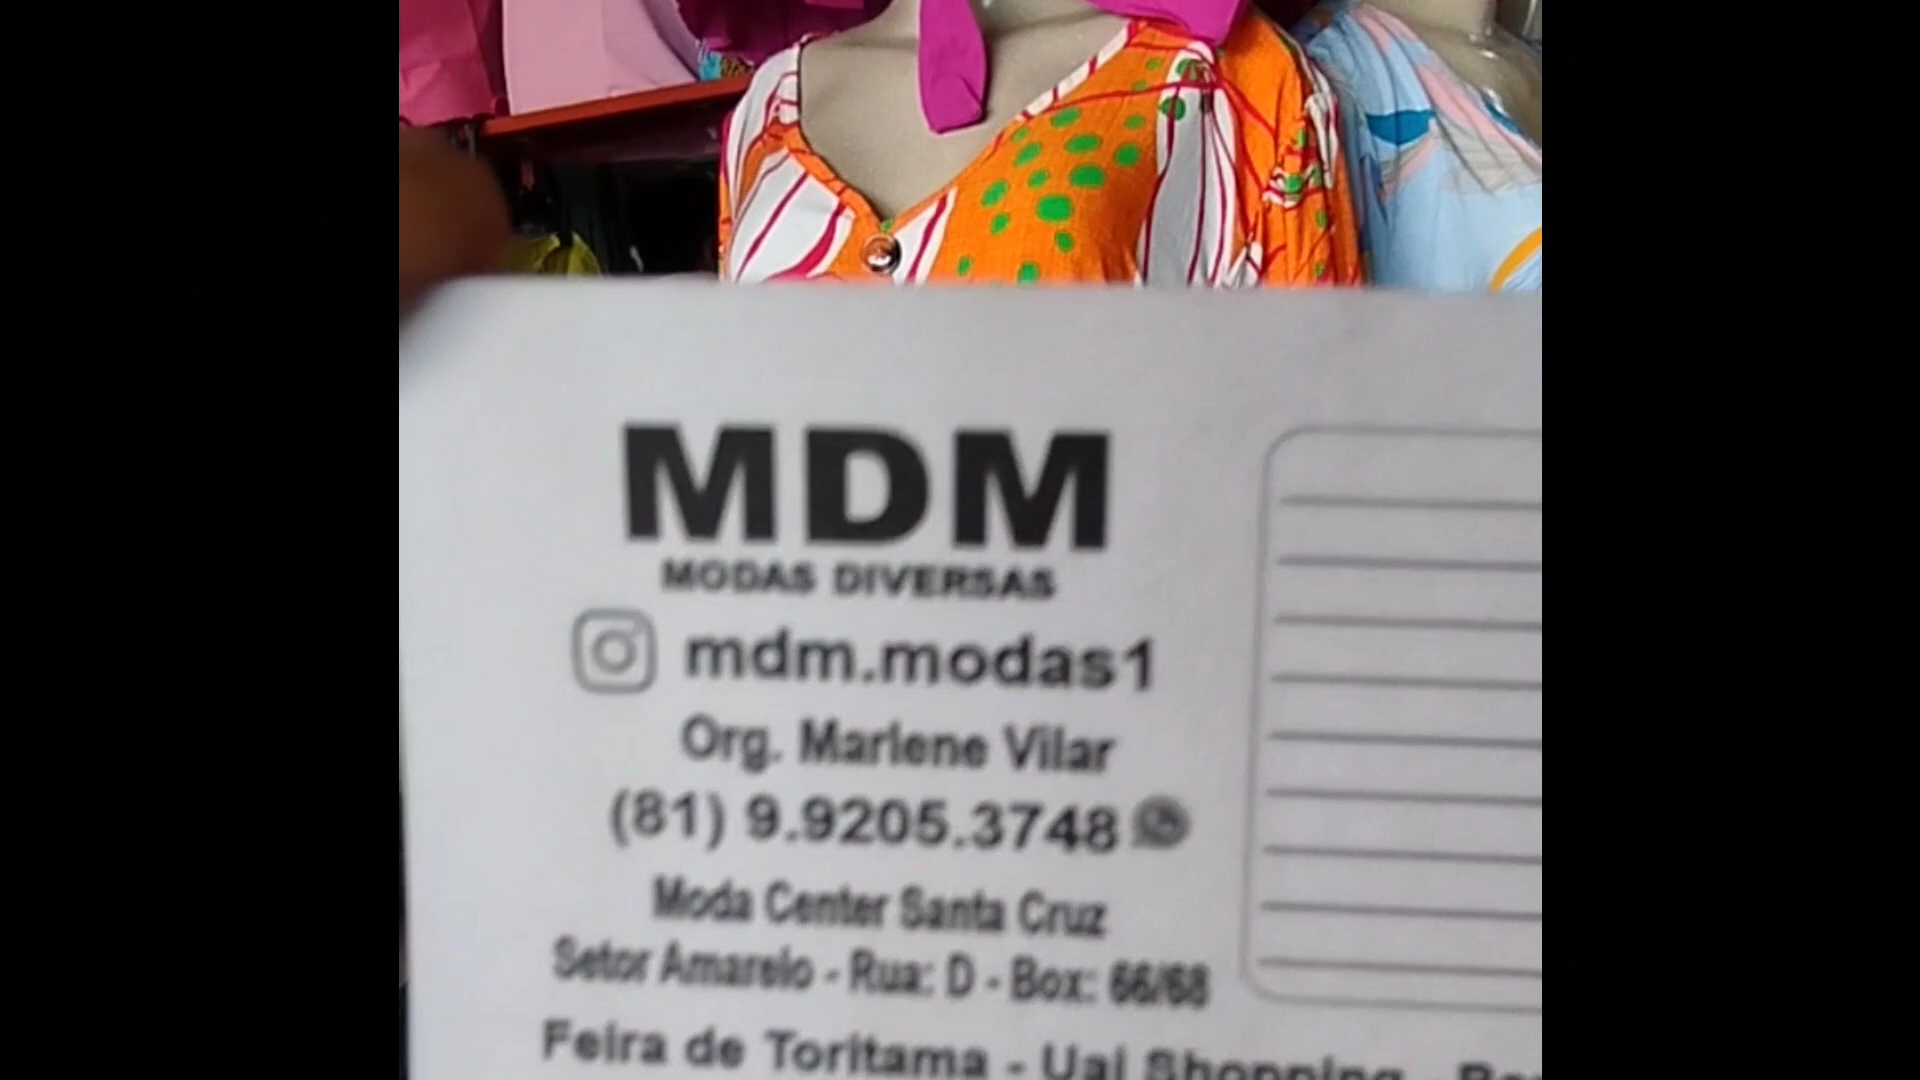 MDM
MODAS DIVERSAS
mdm.modas1
Org. Marlene Vilar
(81) 9.9205.3748
Moda Center Santa Cruz
Setor Amarelo - Rua: D - Box: 66/68
Feira de Toritama - Uai Shopping -